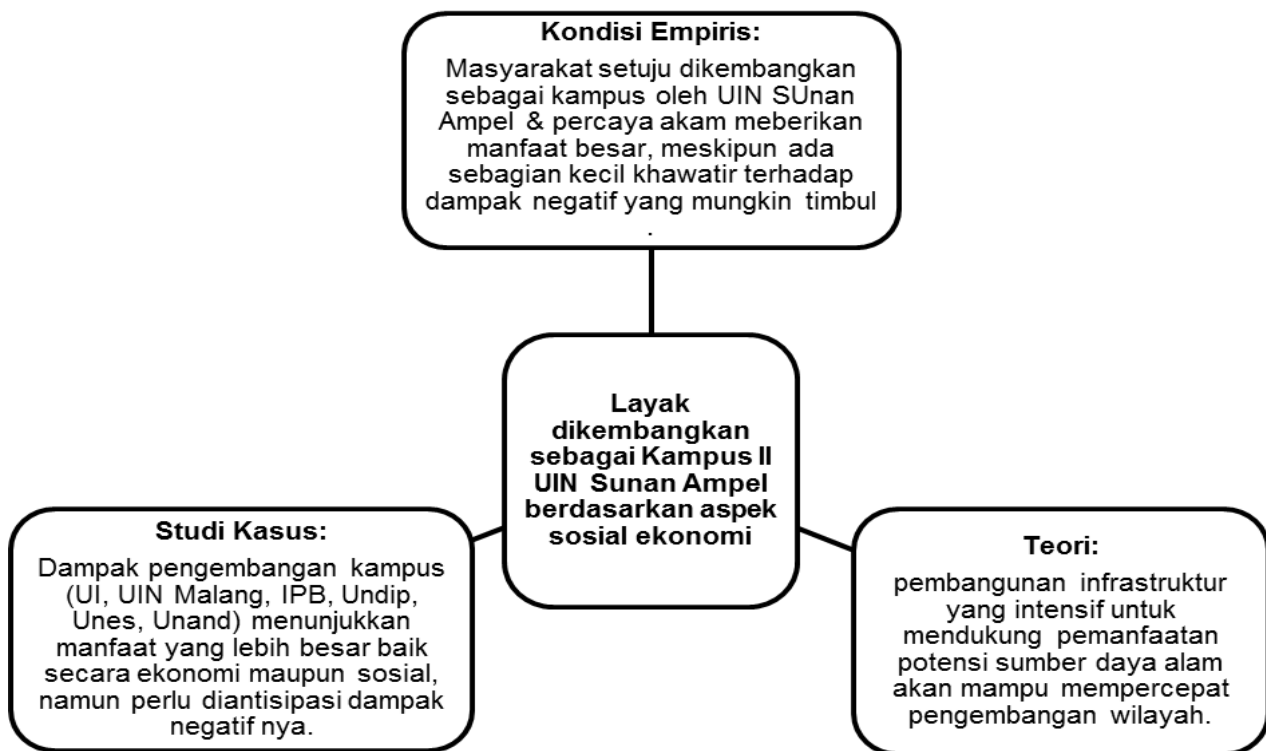 Kondisi Empiris:
Masyarakat setuju dikembangkan
sebagai kampus oleh UIN SUnan
Ampel & percaya akam meberikan
manfaat besar, meskipun ada
sebagian kecil khawatir terhadap
dampak negatif yang mungkin timbul
.
Layak
dikembangkan
sebagai Kampus II
UIN Sunan Ampel
berdasarkan aspek
sosial ekonomi
Studi Kasus:
Dampak pengembangan kampus
(UI, UIN Malang, IPB, Undip,
Unes, Unand) menunjukkan
manfaat yang lebih besar baik
secara ekonomi maupun sosial,
namun perlu diantisipasi dampak
negatif nya.
Teori:
pembangunan infrastruktur
yang intensif untuk
mendukung pemanfaatan
potensi sumber daya alam
akan mampu mempercepat
pengembangan wilayah.